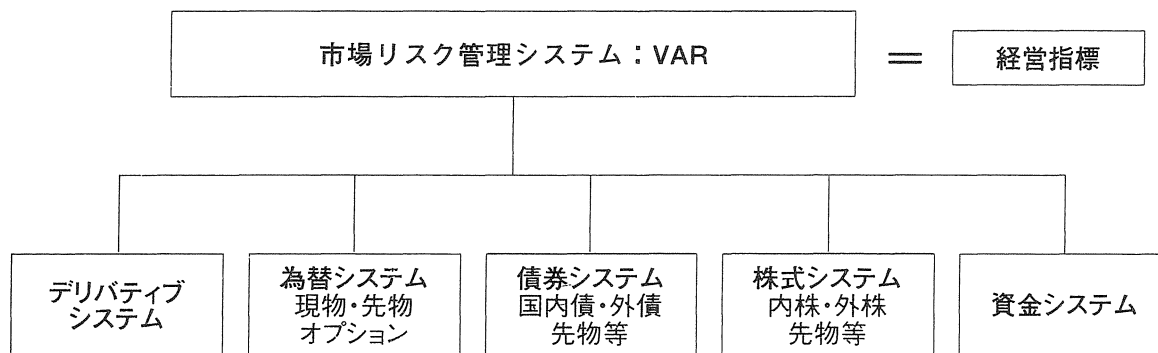 市場リスク管理システム：VAR
＝
経営指標
デリバティブ
システム
為替システム
現物・先物
オプション
債券システム
国内債・外債
先物等
株式システム
内株・外株
先物等
資金システム